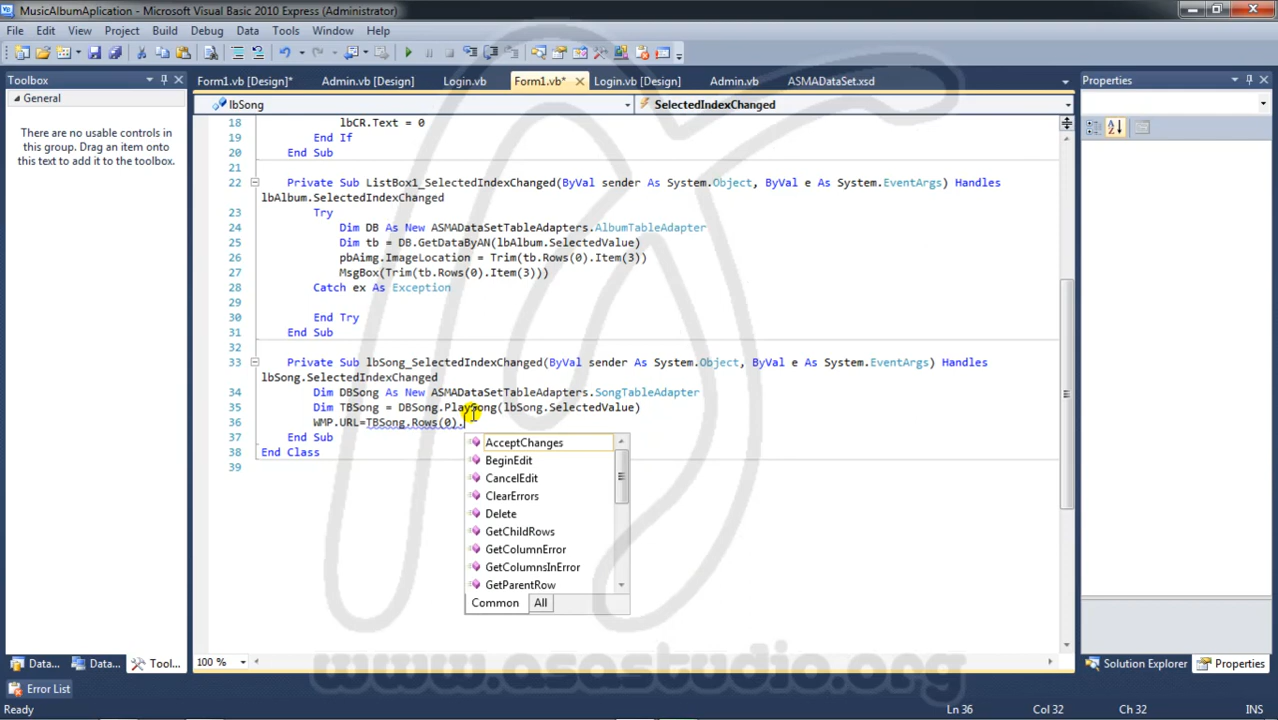 MusicAlbumAplication - Microsoft Visual Basic 2010 Express (Administrator)
File Edit View Project Build Debug Data Tools Window Help
Toolbox
General
There are no usable controls in
this group. Drag an item onto
this text to add it to the toolbox.
Form1.vb [Design]* Admin.vb [Design] Login.vb Form1.vb* Login.vb [Design] Admin.vb ASMADataSet.xsd
lbSong SelectedIndexChanged
18 lbCR.Text = 0
19 End If
20 End Sub
21
22 Private Sub ListBox1_SelectedIndexChanged(ByVal sender As System.Object, ByVal e As System.EventArgs) Handles
lbAlbum.SelectedIndexChanged
23 Try
24 Dim DB As New ASMADataSetTableAdapters.AlbumTableAdapter
25 Dim tb = DB.GetDataByAN(lbAlbum.SelectedValue)
26 pbAimg.ImageLocation = Trim(tb.Rows(0).Item(3))
27 MsgBox(Trim(tb.Rows(0).Item(3)))
28 Catch ex As Exception
29
30 End Try
31 End Sub
32
33 Private Sub lbSong_SelectedIndexChanged(ByVal sender As System.Object, ByVal e As System.EventArgs) Handles
lbSong.SelectedIndexChanged
34 Dim DBSong As New ASMADataSetTableAdapters.SongTableAdapter
35 Dim TBSong = DBSong.PlaySong(lbSong.SelectedValue)
36 WMP.URL=TBSong.Rows(0).
37 End Sub
38 End Class
39
AcceptChanges
BeginEdit
CancelEdit
ClearErrors
Delete
GetChildRows
GetColumnError
GetColumnsInError
GetParentRow
Common All
100 %
Properties
Data... Data... Tool...
Solution Explorer Properties
www.asastudio.org
Error List
Ready Ln 36 Col 32 Ch 32 INS